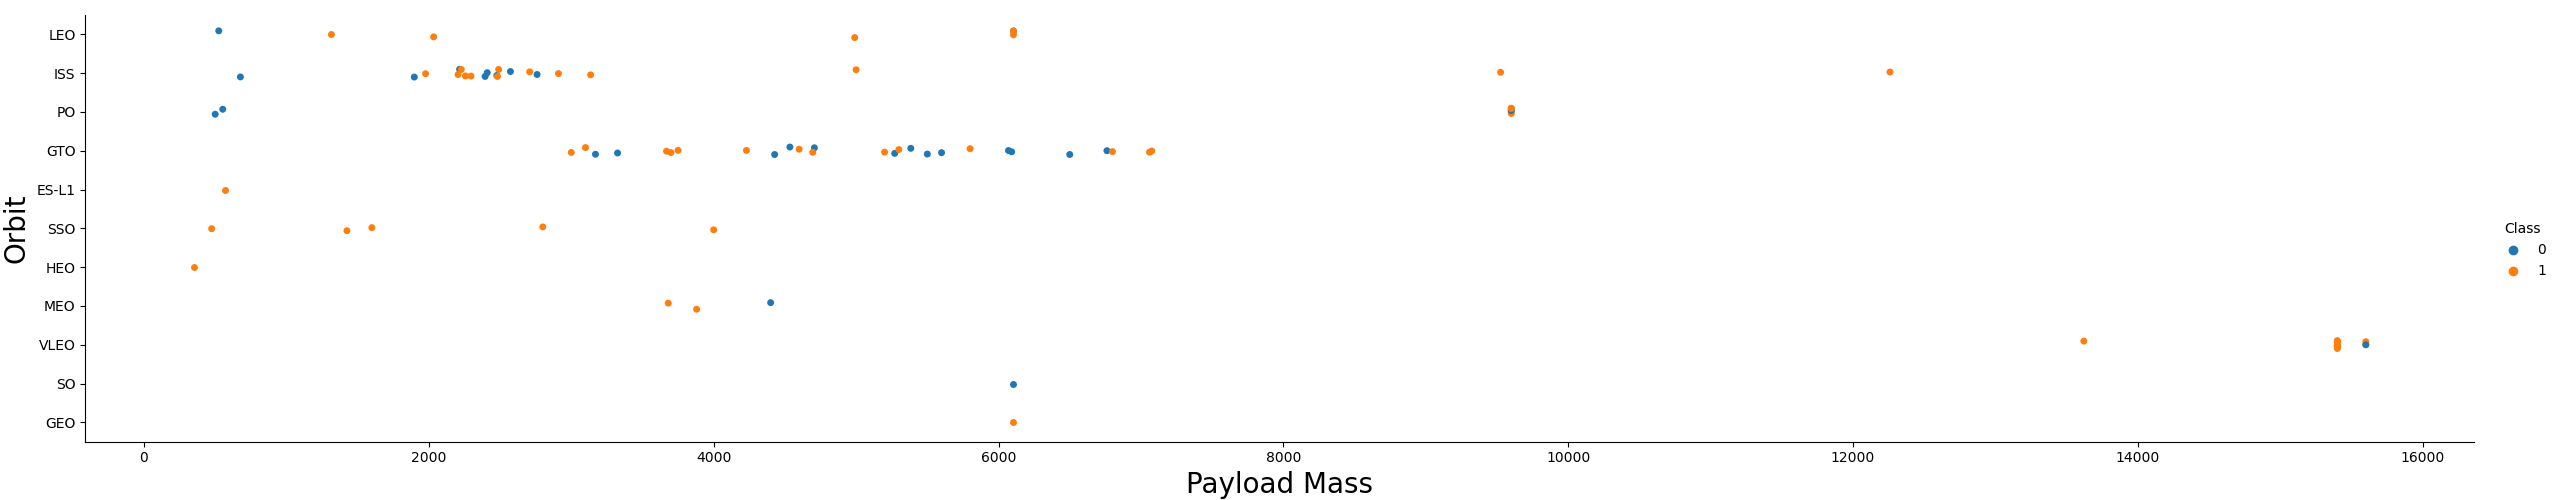 LEO
ISS
PO
GTO
ES-L1
SSO
HEO
MEO
VLEO
SO
GEO
Orbit
0 2000 4000 6000 8000 10000 12000 14000 16000
Payload Mass
Class
0
1